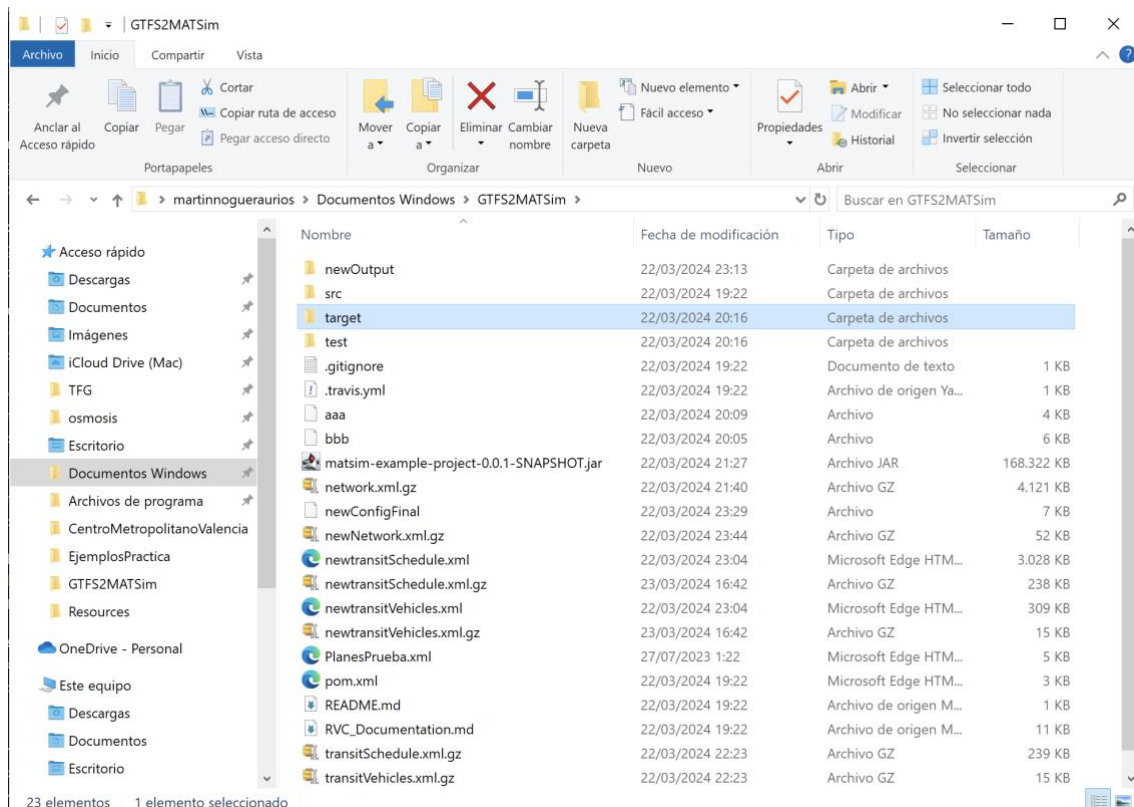 GTFS2MATSim
Archivo Inicio Compartir Vista
Anclar al Acceso rápido
Copiar
Pegar
Cortar
Copiar ruta de acceso
Pegar acceso directo
Portapapeles
Mover a
Copiar a
Eliminar
Cambiar nombre
Organizar
Nueva carpeta
Nuevo elemento
Fácil acceso
Nuevo
Propiedades
Abrir
Modificar
Historial
Abrir
Seleccionar todo
No seleccionar nada
Invertir selección
Seleccionar
martinnogueraurios > Documentos Windows > GTFS2MATSim >
Buscar en GTFS2MATSim
Acceso rápido
Descargas
Documentos
Imágenes
iCloud Drive (Mac)
TFG
osmosis
Escritorio
Documentos Windows
Archivos de programa
CentroMetropolitanoValencia
EjemplosPractica
GTFS2MATSim
Resources
OneDrive - Personal
Este equipo
Descargas
Documentos
Escritorio
Nombre Fecha de modificación Tipo Tamaño
newOutput 22/03/2024 23:13 Carpeta de archivos
src 22/03/2024 19:22 Carpeta de archivos
target 22/03/2024 20:16 Carpeta de archivos
test 22/03/2024 20:16 Carpeta de archivos
.gitignore 22/03/2024 19:22 Documento de texto 1 KB
.travis.yml 22/03/2024 19:22 Archivo de origen Ya... 1 KB
aaa 22/03/2024 20:09 Archivo 4 KB
bbb 22/03/2024 20:05 Archivo 6 KB
matsim-example-project-0.0.1-SNAPSHOT.jar 22/03/2024 21:27 Archivo JAR 168.322 KB
network.xml.gz 22/03/2024 21:40 Archivo GZ 4.121 KB
newConfigFinal 22/03/2024 23:29 Archivo 7 KB
newNetwork.xml.gz 22/03/2024 23:44 Archivo GZ 52 KB
newtransitSchedule.xml 22/03/2024 23:04 Microsoft Edge HTM... 3.028 KB
newtransitSchedule.xml.gz 23/03/2024 16:42 Archivo GZ 238 KB
newtransitVehicles.xml 22/03/2024 23:04 Microsoft Edge HTM... 309 KB
newtransitVehicles.xml.gz 23/03/2024 16:42 Archivo GZ 15 KB
PlanesPrueba.xml 27/07/2023 1:22 Microsoft Edge HTM... 5 KB
pom.xml 22/03/2024 19:22 Microsoft Edge HTM... 3 KB
README.md 22/03/2024 19:22 Archivo de origen M... 1 KB
RVC_Documentation.md 22/03/2024 19:22 Archivo de origen M... 11 KB
transitSchedule.xml.gz 22/03/2024 22:23 Archivo GZ 239 KB
transitVehicles.xml.gz 22/03/2024 22:23 Archivo GZ 15 KB
23 elementos 1 elemento seleccionado